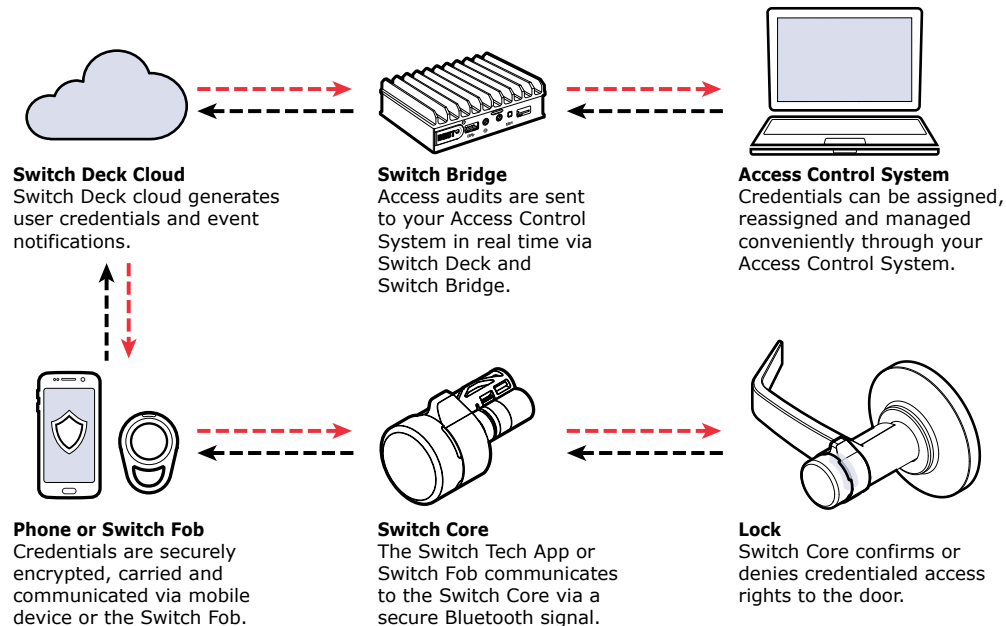 Switch Deck Cloud
Switch Deck cloud generates
user credentials and event
notifications.
BEST
Switch Bridge
Access audits are sent
to your Access Control
System in real time via
Switch Deck and
Switch Bridge.
Access Control System
Credentials can be assigned,
reassigned and managed
conveniently through your
Access Control System.
Phone or Switch Fob
Credentials are securely
encrypted, carried and
communicated via mobile
device or the Switch Fob.
Switch Core
The Switch Tech App or
Switch Fob communicates
to the Switch Core via a
secure Bluetooth signal.
Lock
Switch Core confirms or
denies credentialed access
rights to the door.